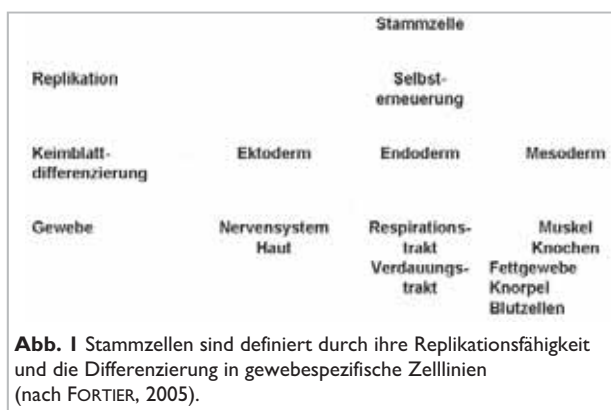 Stammzelle
Replikation Selbst-
erneuerung
Keimblatt- Ektoderm Endoderm Mesoderm
differenzierung
Gewebe Nervensystem Respirations- Muskel
Haut trakt Knochen
Verdauungs- Fettgewebe
trakt Knorpel
Blutzellen
Abb. 1 Stammzellen sind definiert durch ihre Replikationsfähigkeit
und die Differenzierung in gewebespezifische Zelllinien
(nach FORTIER, 2005).